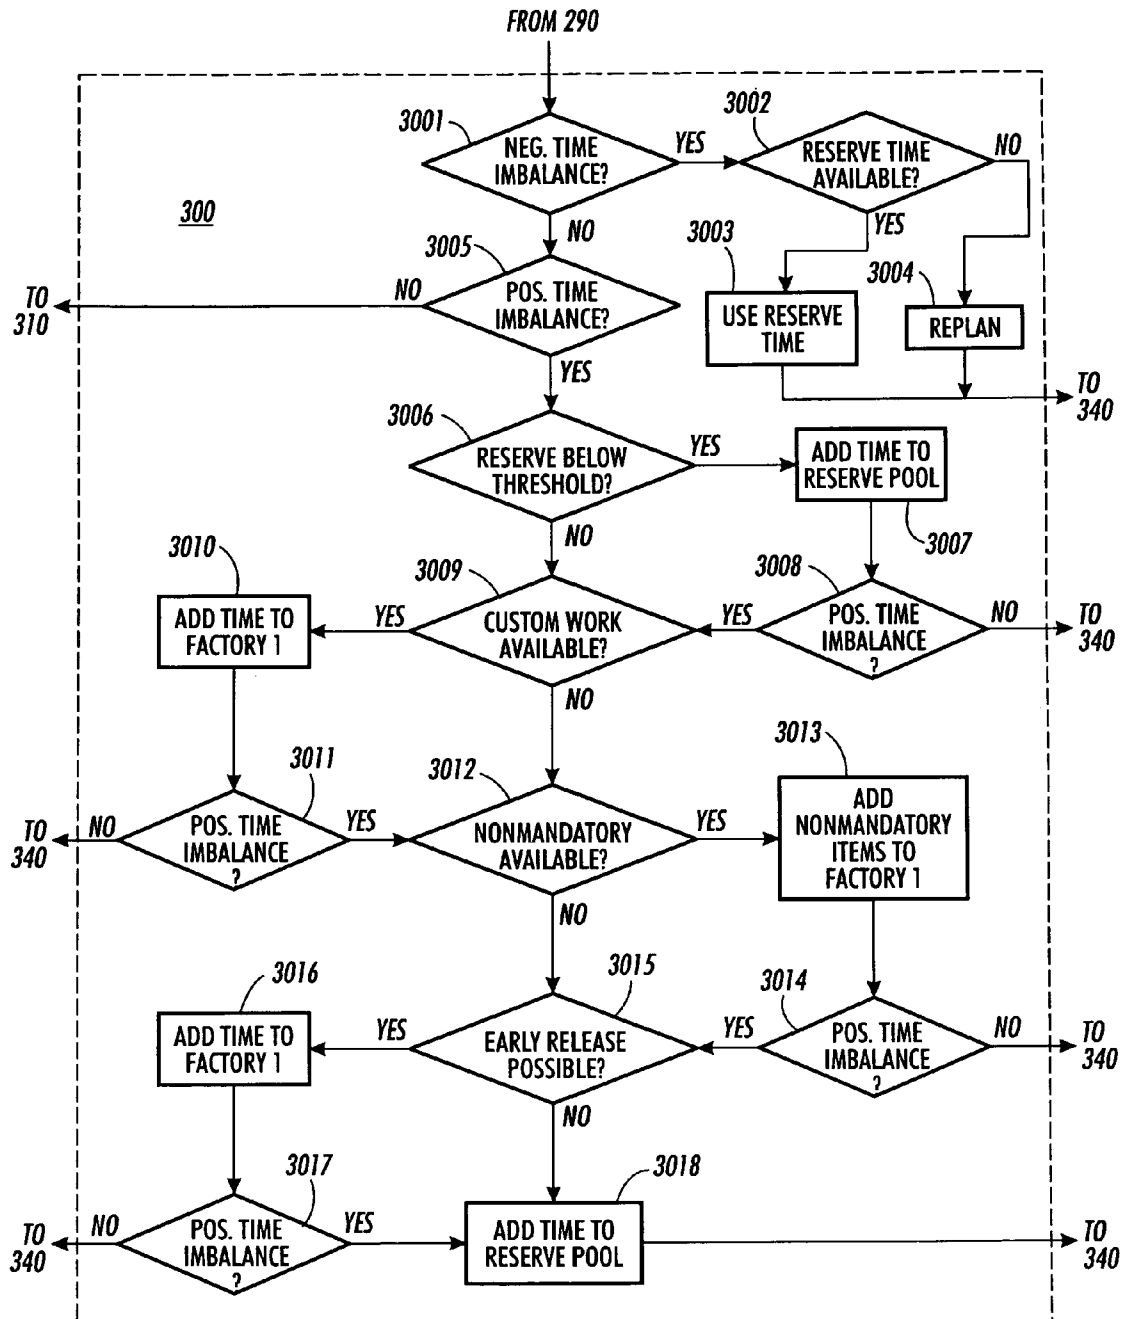 FROM 290
3001
NEG. TIME
IMBALANCE?
YES
3002
RESERVE TIME
AVAILABLE?
NO
300
NO
YES
3003
USE RESERVE
TIME
3004
REPLAN
TO
340
3005
POS. TIME
IMBALANCE?
NO
TO
310
YES
3006
RESERVE BELOW
THRESHOLD?
YES
ADD TIME TO
RESERVE POOL
3007
NO
3010
ADD TIME TO
FACTORY 1
YES
3009
CUSTOM WORK
AVAILABLE?
YES
3008
POS. TIME
IMBALANCE
?
NO
TO
340
NO
3011
POS. TIME
IMBALANCE
?
NO
TO
340
YES
3012
NONMANDATORY
AVAILABLE?
YES
3013
ADD
NONMANDATORY
ITEMS TO
FACTORY 1
NO
3016
ADD TIME TO
FACTORY 1
YES
3015
EARLY RELEASE
POSSIBLE?
YES
3014
POS. TIME
IMBALANCE
?
NO
TO
340
NO
3017
POS. TIME
IMBALANCE
?
NO
TO
340
YES
3018
ADD TIME TO
RESERVE POOL
TO
340